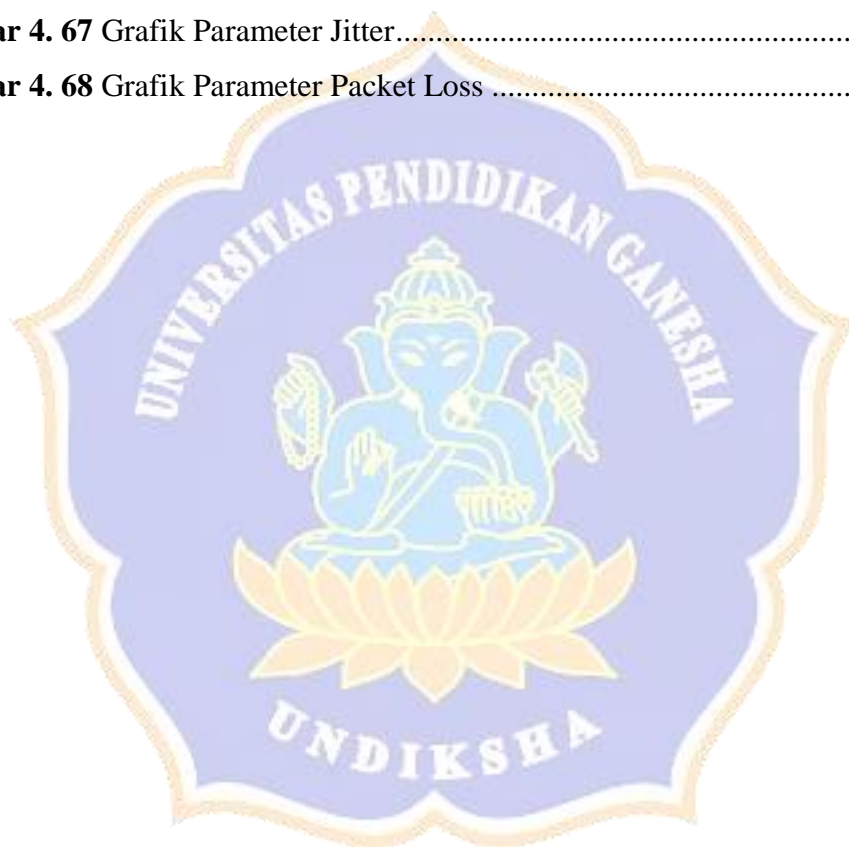 ar 4. 67 Grafik Parameter Jitter...........................................................
ar 4. 68 Grafik Parameter Packet Loss ...............................................
UNIVERSITAS PENDIDIKAN GANESHA
UNDIKSHA